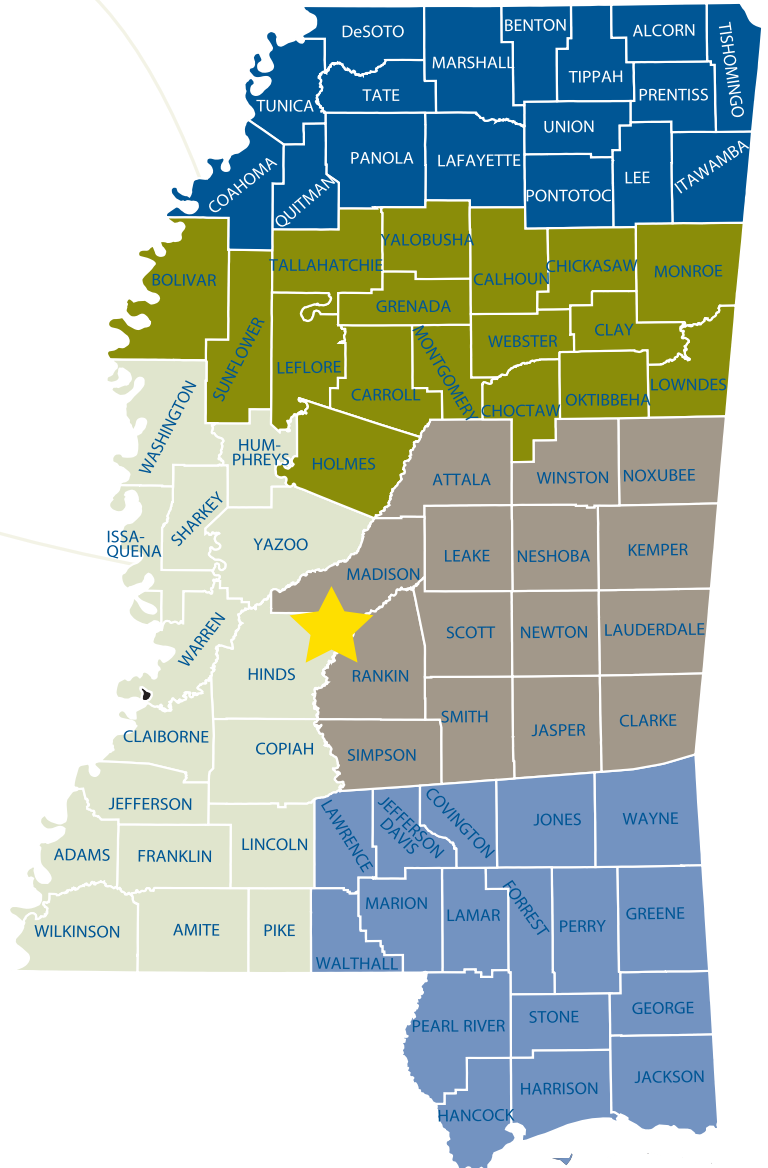 DeSOTO
BENTON
ALCORN
TISHOMINGO
MARSHALL
TIPPAH
PRENTISS
TATE
TUNICA
UNION
PANOLA
LAFAYETTE
ITAWAMBA
COAHOMA
QUITMAN
PONTOTOC
LEE
YALOBUSHA
TALLAHATCHIE
CHICKASAW
MONROE
BOLIVAR
CALHOUN
GRENADA
CLAY
WEBSTER
SUNFLOWER
LEFLORE
MONTGOMERY
CARROLL
LOWNDES
OKTIBBEHA
CHOCTAW
WASHINGTON
HUM-
PHREYS
HOLMES
ATTALA
WINSTON
NOXUBEE
SHARKEY
ISSA-
QUENA
YAZOO
LEAKE
NESHOBA
KEMPER
MADISON
WARREN
SCOTT
NEWTON
LAUDERDALE
HINDS
RANKIN
SMITH
JASPER
CLARKE
CLAIBORNE
COPIAH
SIMPSON
JEFFERSON
LAWRENCE
JEFFERSON
DAVIS
COVINGTON
JONES
WAYNE
LINCOLN
ADAMS
FRANKLIN
MARION
LAMAR
FORREST
PERRY
GREENE
WILKINSON
AMITE
PIKE
WALTHALL
PEARL RIVER
STONE
GEORGE
HARRISON
JACKSON
HANCOCK